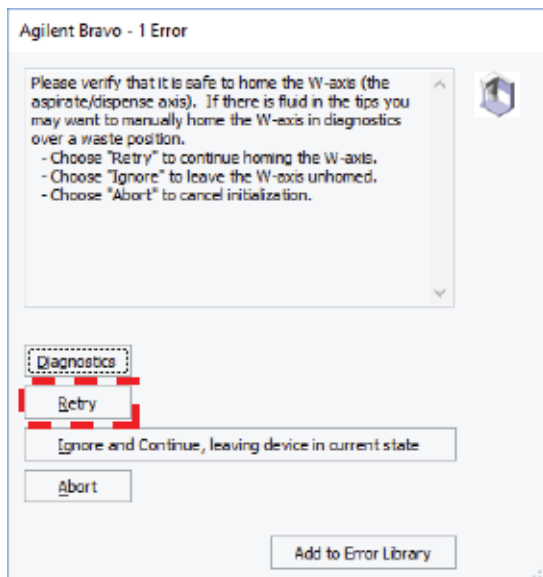 Agilent Bravo - 1 Error
Please verify that it is safe to home the W-axis (the
aspirate/dispense axis).  If there is fluid in the tips you
may want to manually home the W-axis in diagnostics
over a waste position.
- Choose "Retry" to continue homing the W-axis.
- Choose "Ignore" to leave the W-axis unhomed.
- Choose "Abort" to cancel initialization.
Diagnostics
Retry
Ignore and Continue, leaving device in current state
Abort
Add to Error Library